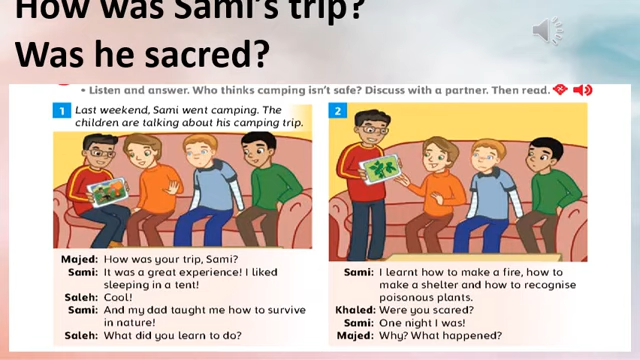 How was Sami's trip?
Was he sacred?
• Listen and answer. Who thinks camping isn't safe? Discuss with a partner. Then read.
1 Last weekend, Sami went camping. The
children are talking about his camping trip.
Majed: How was your trip, Sami?
Sami: It was a great experience! I liked
sleeping in a tent!
Saleh: Cool!
Sami: And my dad taught me how to survive
in nature!
Saleh: What did you learn to do?
2
Sami: I learnt how to make a fire, how to
make a shelter and how to recognise
poisonous plants.
Khaled: Were you scared?
Sami: One night I was!
Majed: Why? What happened?